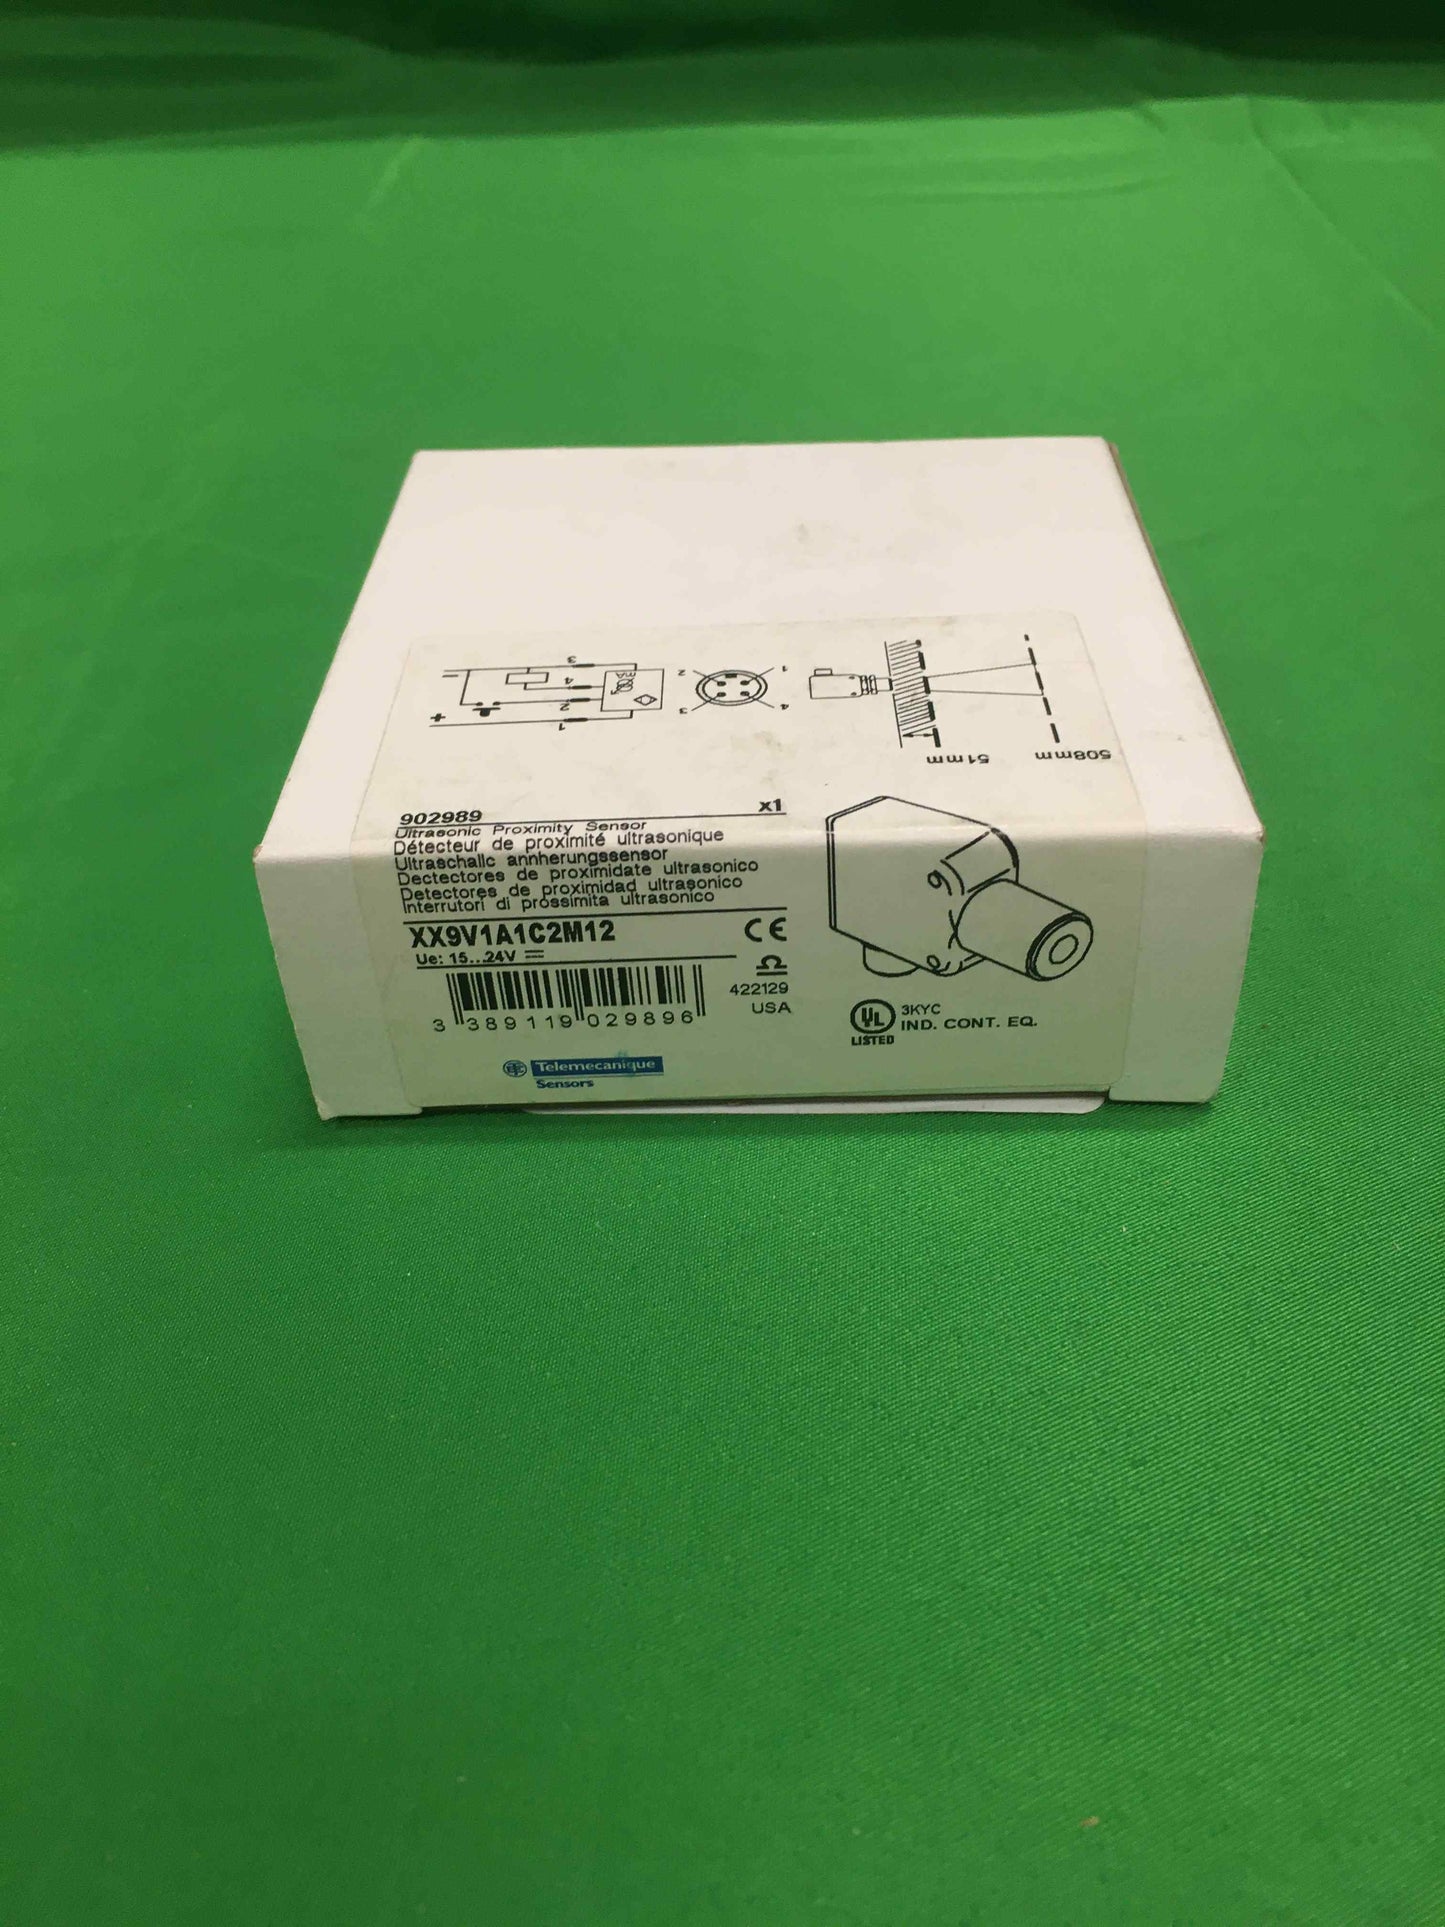 3
4
2
1
mA
+
−
2
1
3
4
51mm
508mm
902989
x1
Ultrasonic Proximity Sensor
Détecteur de proximité ultrasonique
Ultraschallc annherungssensor
Dectectores de proximidate ultrasonico
Detectores de proximidad ultrasonico
Interrutori di prossimita ultrasonico
XX9V1A1C2M12
CE
Ue: 15...24V
422129
USA
3 389119 029896
UL
LISTED
3KYC
IND. CONT. EQ.
Telemecanique
Sensors